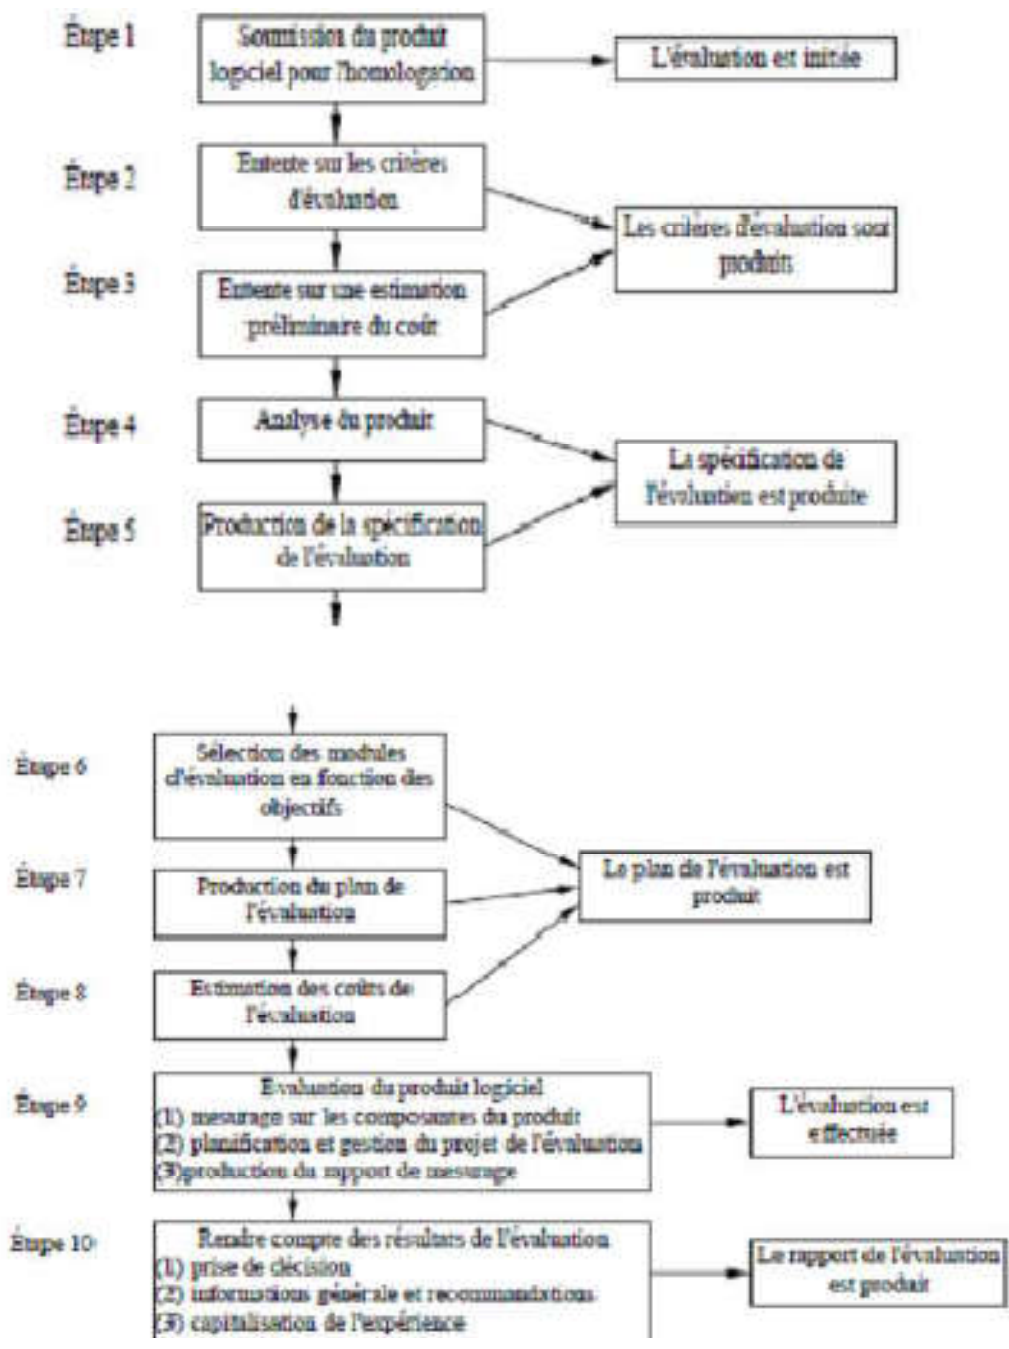 Étape 1
Soumission du produit
logiciel pour l'homologation
L'évaluation est initiée
Étape 2
Entente sur les critères
d'évaluation
Les critères d'évaluation sont
produits
Étape 3
Entente sur une estimation
préliminaire du coût
Étape 4
Analyse du produit
La spécification de
l'évaluation est produite
Étape 5
Production de la spécification
de l'évaluation
Étape 6
Sélection des modules
d'évaluation en fonction des
objectifs
Étape 7
Production du plan de
l'évaluation
Le plan de l'évaluation est
produit
Étape 8
Estimation des coûts de
l'évaluation
Étape 9
Evaluation du produit logiciel
(1) mesurage sur les composantes du produit
(2) planification et gestion du projet de l'évaluation
(3)production du rapport de mesurage
L'évaluation est
effectuée
Étape 10
Rendre compte des résultats de l'évaluation
(1) prise de décision
(2) informations générale et recommandations
(3) capitalisation de l'expérience
Le rapport de l'évaluation
est produit